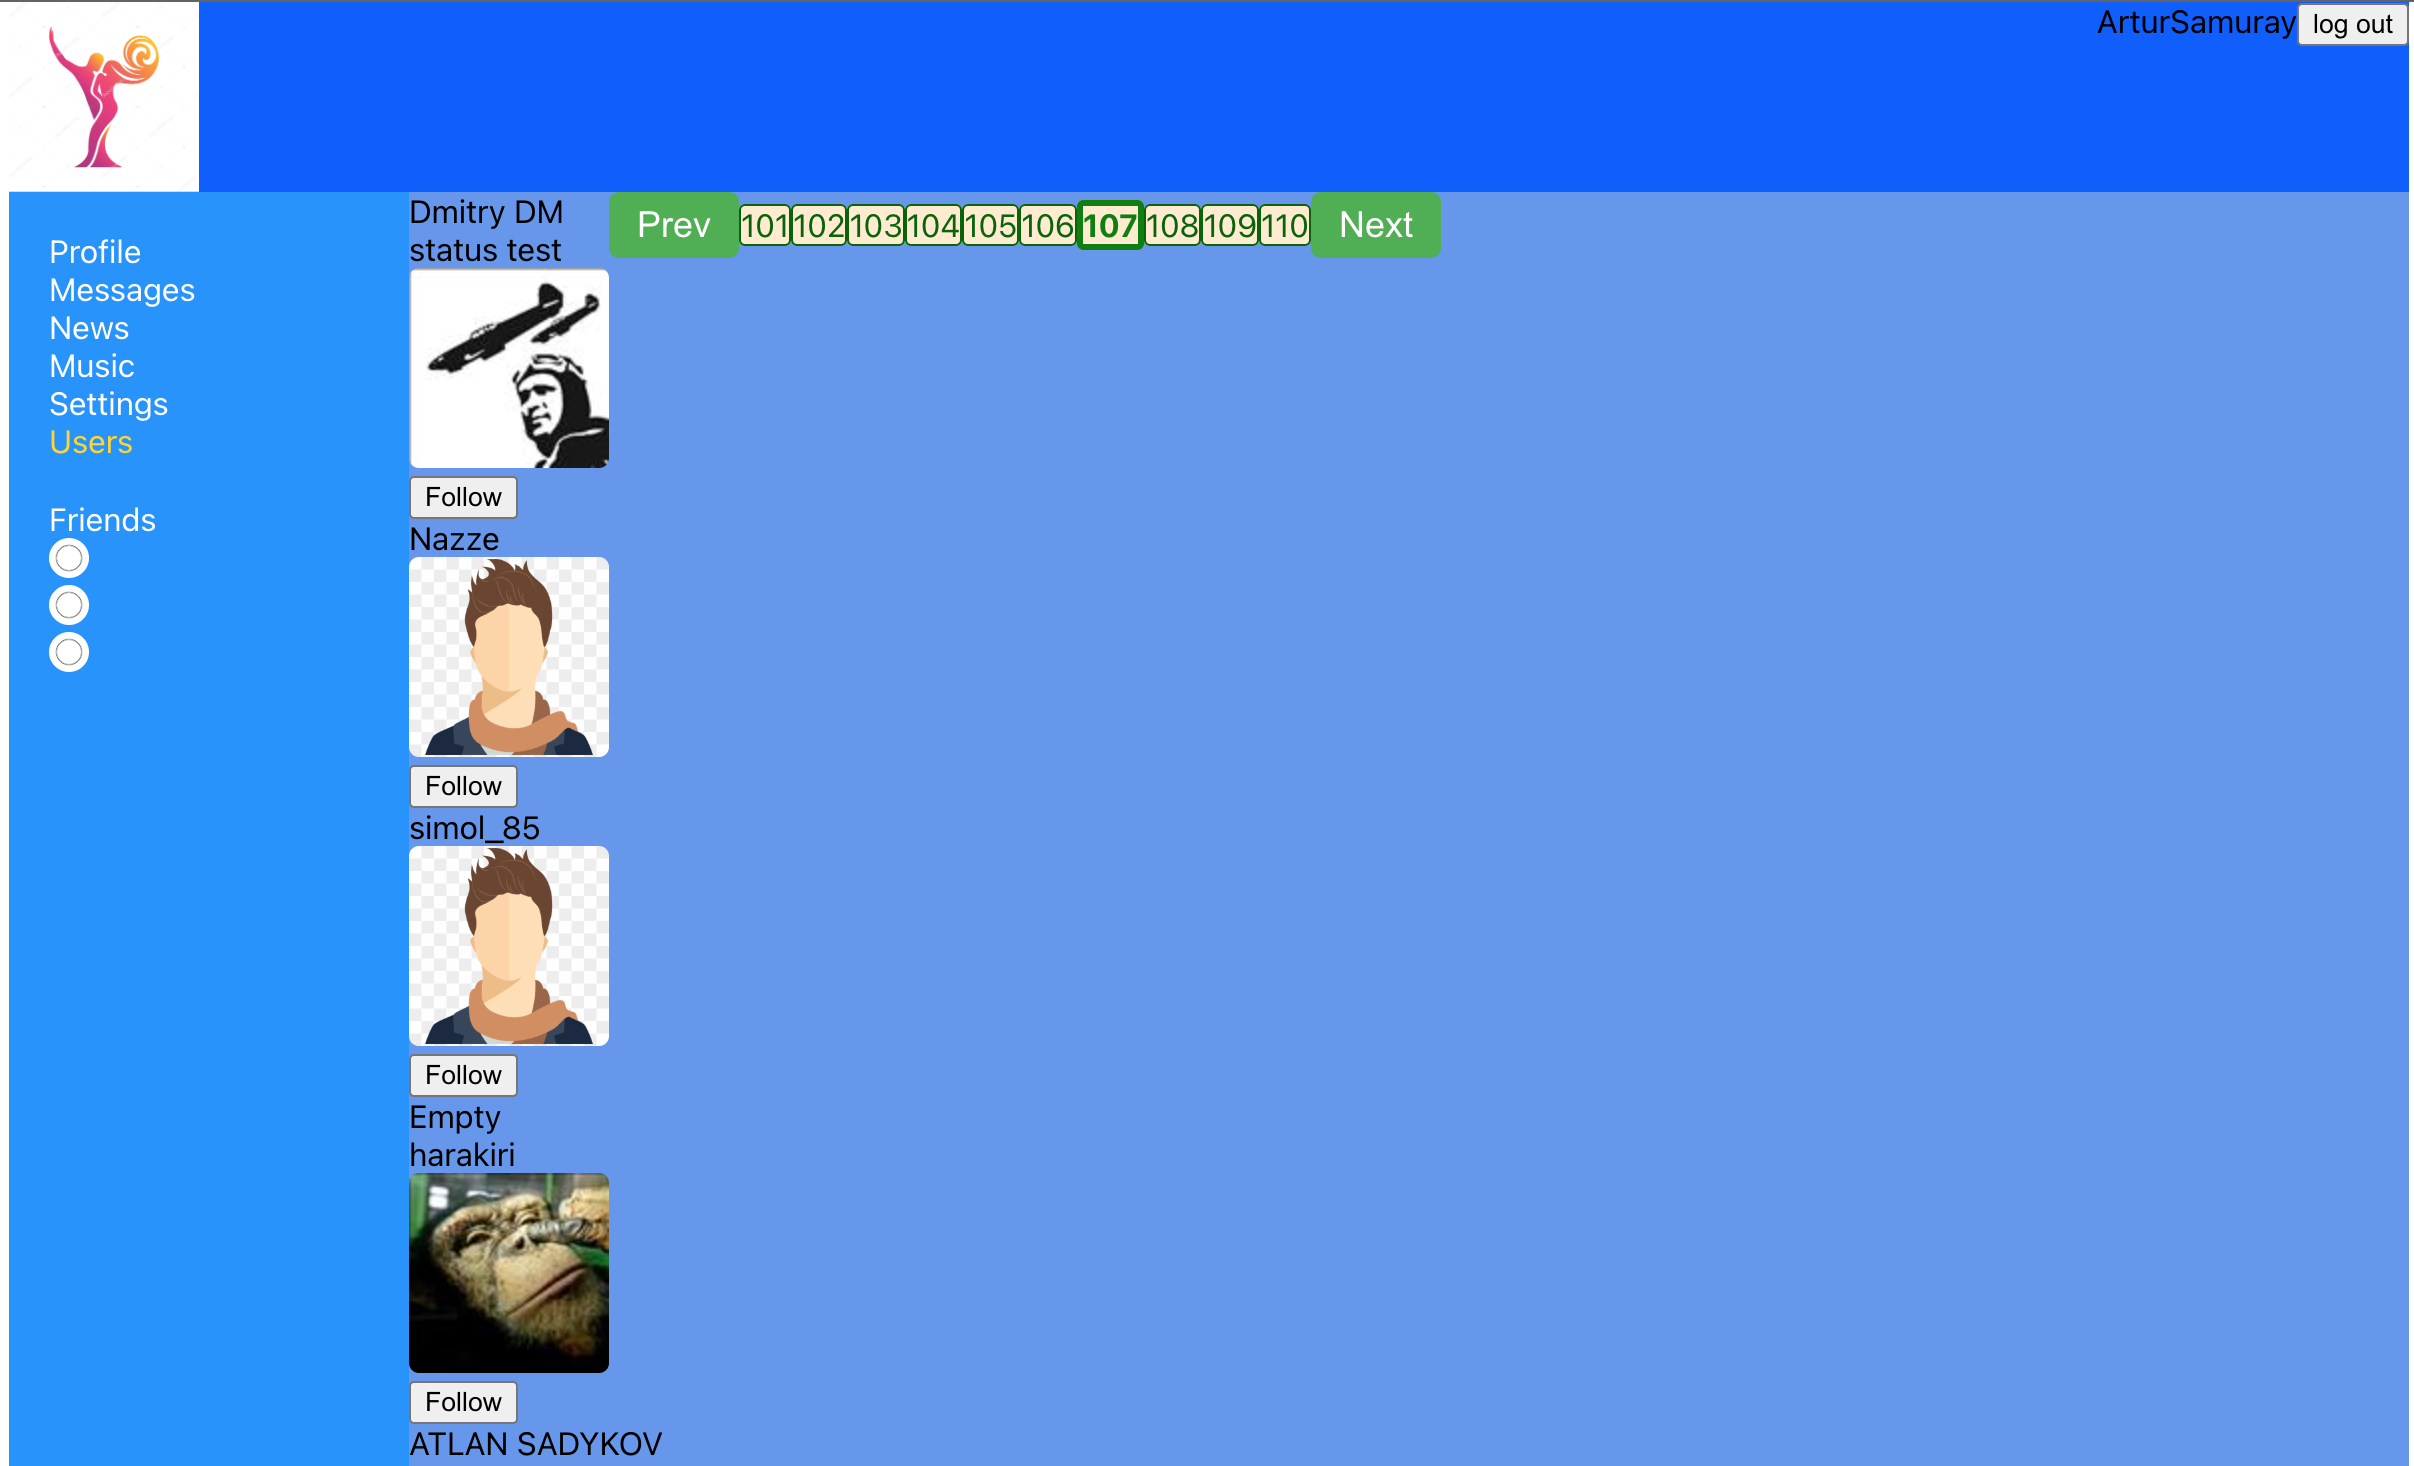 ArturSamuray log out
Profile
Messages
News
Music
Settings
Users
Friends
Dmitry DM
status test
Prev 101 102 103 104 105 106 107 108 109 110 Next
Follow
Nazze
Follow
simol_85
Follow
Empty
harakiri
Follow
ATLAN SADYKOV